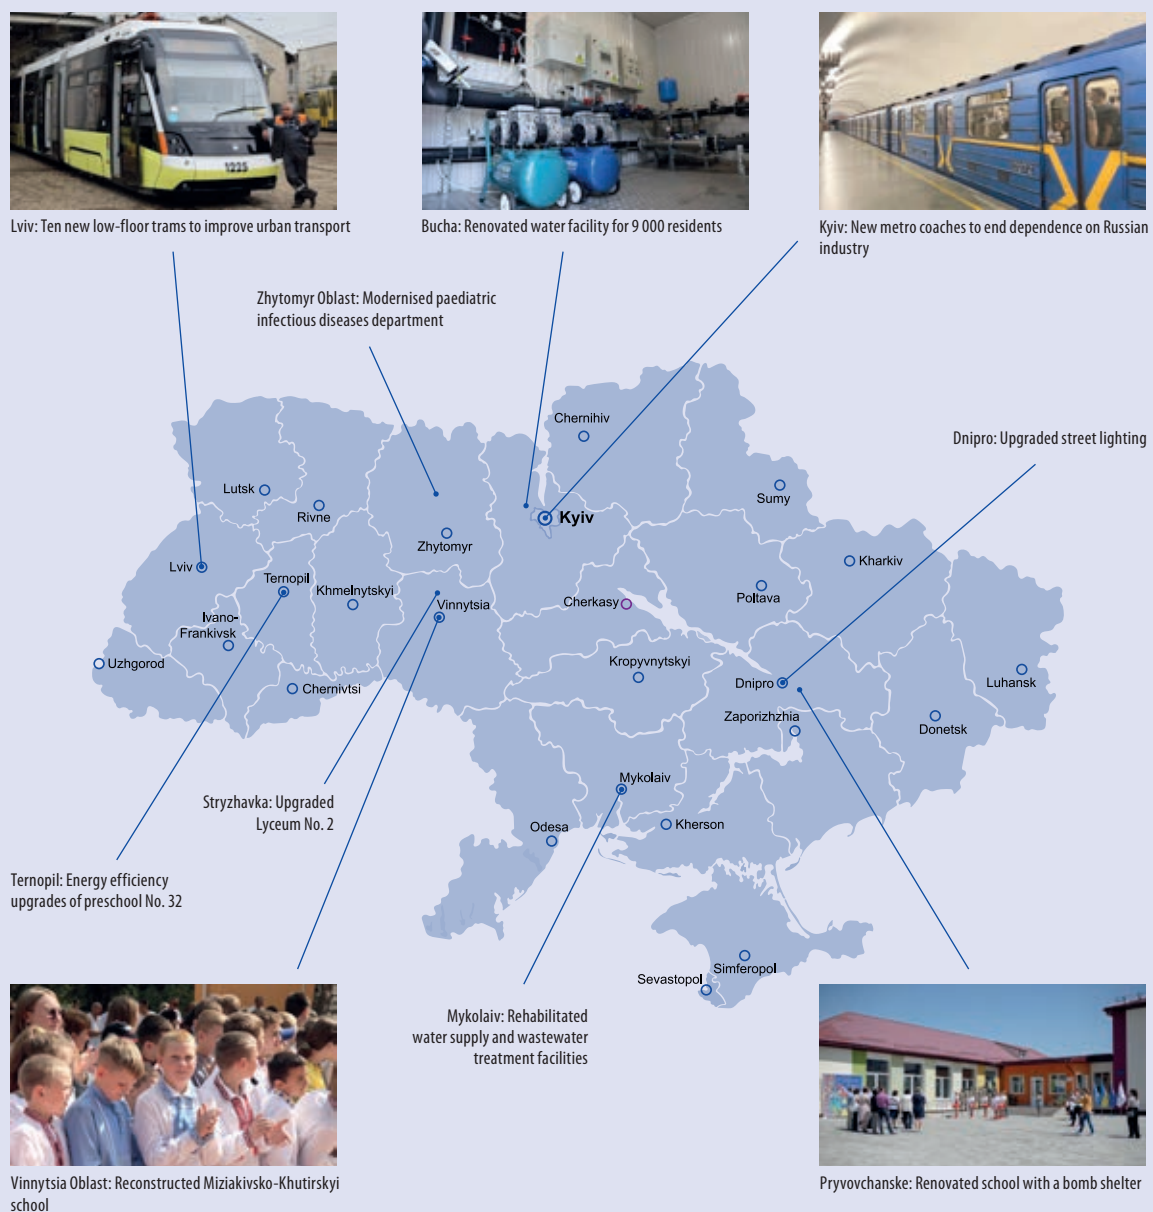 1225
Lviv: Ten new low-floor trams to improve urban transport
Bucha: Renovated water facility for 9 000 residents
Kyiv: New metro coaches to end dependence on Russian
industry
Zhytomyr Oblast: Modernised paediatric
infectious diseases department
Dnipro: Upgraded street lighting
Chernihiv
Sumy
Lutsk
Rivne
Kyiv
Zhytomyr
Kharkiv
Lviv
Ternopil
Khmelnytskyi
Vinnytsia
Cherkasy
Poltava
Ivano-
Frankivsk
Uzhgorod
Chernivtsi
Kropyvnytskyi
Dnipro
Luhansk
Zaporizhzhia
Donetsk
Mykolaiv
Odesa
Kherson
Stryzhavka: Upgraded
Lyceum No. 2
Ternopil: Energy efficiency
upgrades of preschool No. 32
Sevastopol
Simferopol
Mykolaiv: Rehabilitated
water supply and wastewater
treatment facilities
Vinnytsia Oblast: Reconstructed Miziakivsko-Khutirskyi
school
Pryvovchanske: Renovated school with a bomb shelter